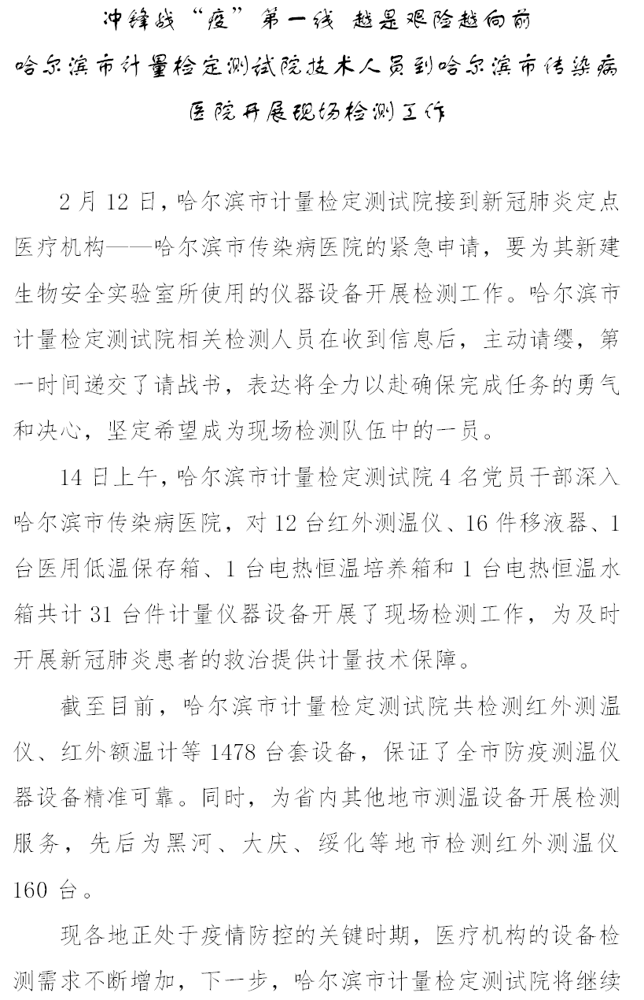 冲锋战“疫”第一线 越是艰险越向前
哈尔滨市计量检定测试院技术人员到哈尔滨市传染病
医院开展现场检测工作
2月12日，哈尔滨市计量检定测试院接到新冠肺炎定点
医疗机构——哈尔滨市传染病医院的紧急申请，要为其新建
生物安全实验室所使用的仪器设备开展检测工作。哈尔滨市
计量检定测试院相关检测人员在收到信息后，主动请缨，第
一时间递交了请战书，表达将全力以赴确保完成任务的勇气
和决心，坚定希望成为现场检测队伍中的一员。
14日上午，哈尔滨市计量检定测试院4名党员干部深入
哈尔滨市传染病医院，对12台红外测温仪、16件移液器、1
台医用低温保存箱、1台电热恒温培养箱和1台电热恒温水
箱共计31台件计量仪器设备开展了现场检测工作，为及时
开展新冠肺炎患者的救治提供计量技术保障。
截至目前，哈尔滨市计量检定测试院共检测红外测温
仪、红外额温计等1478台套设备，保证了全市防疫测温仪
器设备精准可靠。同时，为省内其他地市测温设备开展检测
服务，先后为黑河、大庆、绥化等地市检测红外测温仪
160台。
现各地正处于疫情防控的关键时期，医疗机构的设备检
测需求不断增加，下一步，哈尔滨市计量检定测试院将继续